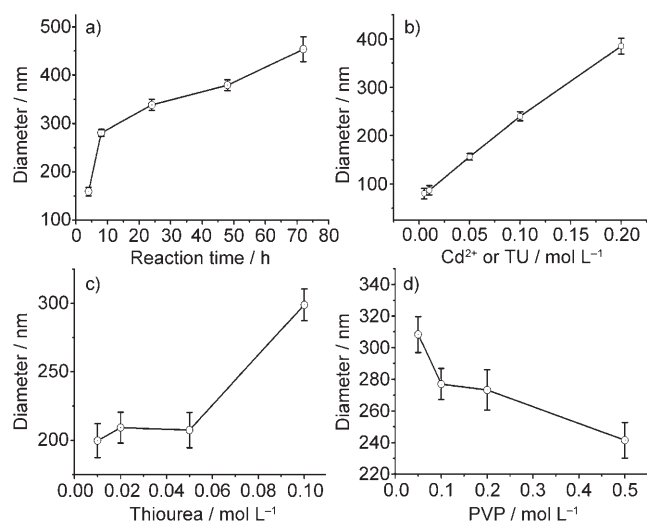 a)
Diameter / nm
500
450
400
350
300
250
200
150
100
0 10 20 30 40 50 60 70 80
Reaction time / h
b)
Diameter / nm
400
300
200
100
0.00 0.05 0.10 0.15 0.20
Cd²⁺ or TU / mol L⁻¹
c)
Diameter / nm
300
200
0.00 0.02 0.04 0.06 0.08 0.10
Thiourea / mol L⁻¹
d)
Diameter / nm
340
320
300
280
260
240
220
0.0 0.1 0.2 0.3 0.4 0.5
PVP / mol L⁻¹